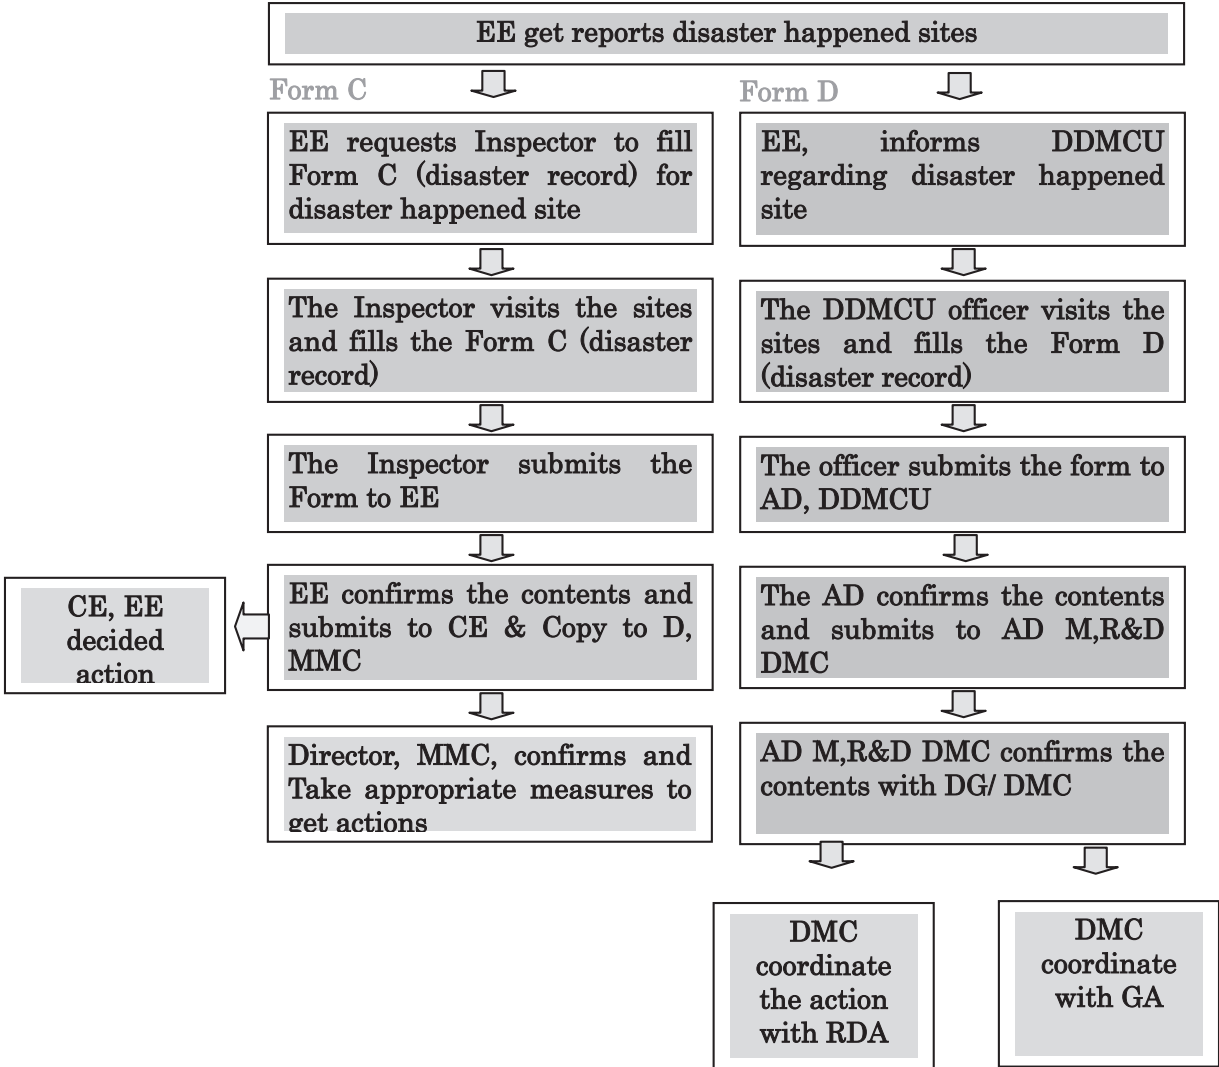 EE get reports disaster happened sites
Form C
EE requests Inspector to fill
Form C (disaster record) for
disaster happened site
The Inspector visits the sites
and fills the Form C (disaster
record)
The Inspector submits the
Form to EE
EE confirms the contents and
submits to CE & Copy to D,
MMC
CE, EE
decided
action
Director, MMC, confirms and
Take appropriate measures to
get actions
Form D
EE, informs DDMCU
regarding disaster happened
site
The DDMCU officer visits the
sites and fills the Form D
(disaster record)
The officer submits the form to
AD, DDMCU
The AD confirms the contents
and submits to AD M,R&D
DMC
AD M,R&D DMC confirms the
contents with DG/ DMC
DMC
coordinate
the action
with RDA
DMC
coordinate
with GA